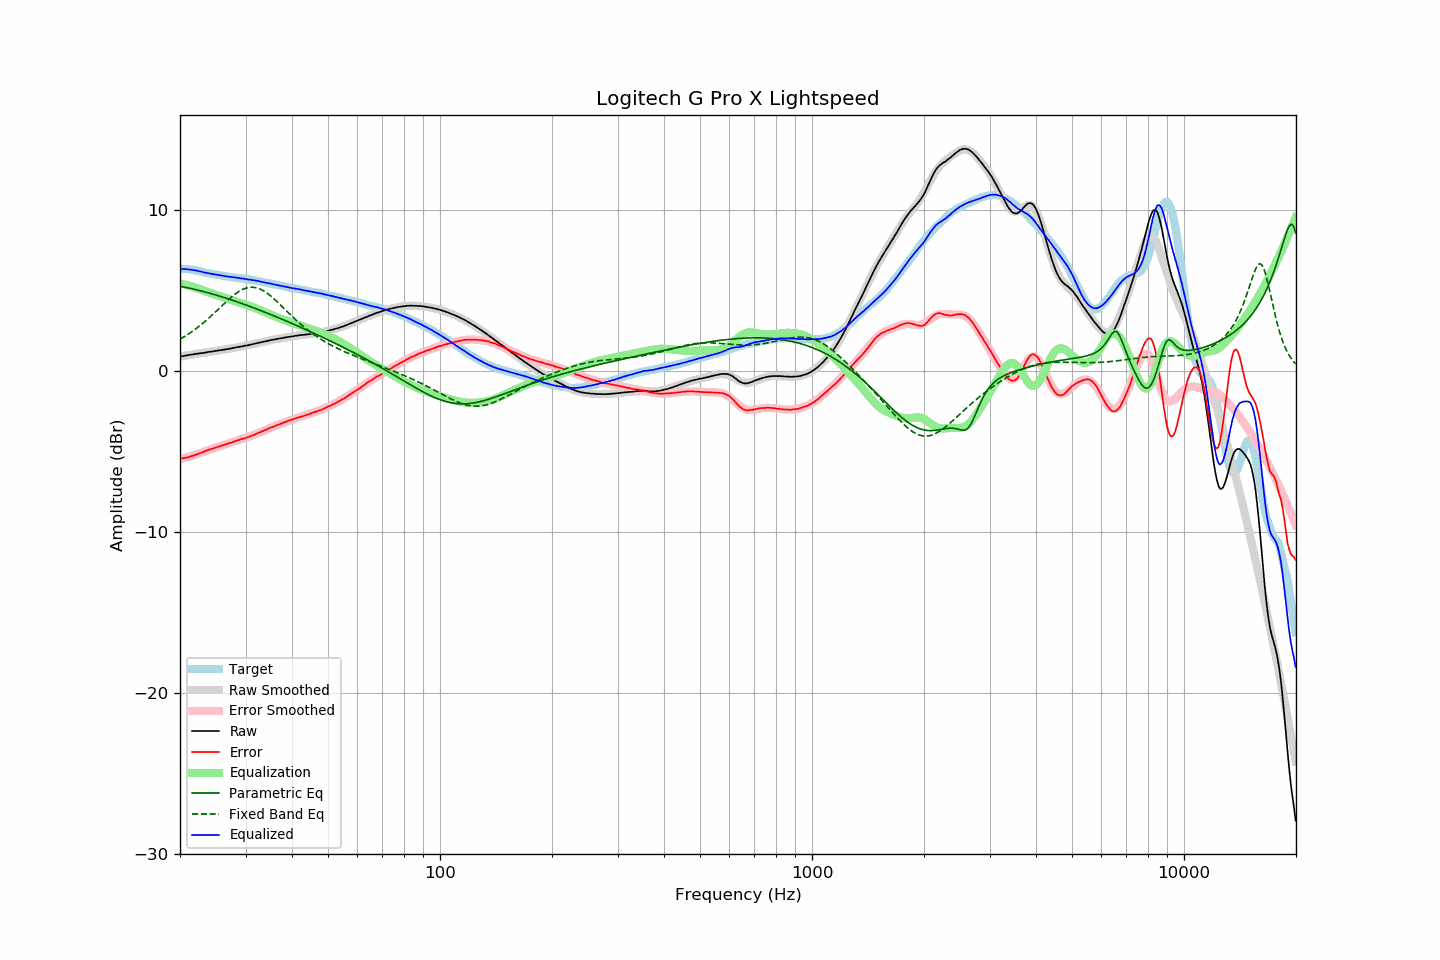 Logitech G Pro X Lightspeed
Amplitude (dBr)
10
0
−10
−20
−30
Target
Raw Smoothed
Error Smoothed
Raw
Error
Equalization
Parametric Eq
Fixed Band Eq
Equalized
100
1000
10000
Frequency (Hz)